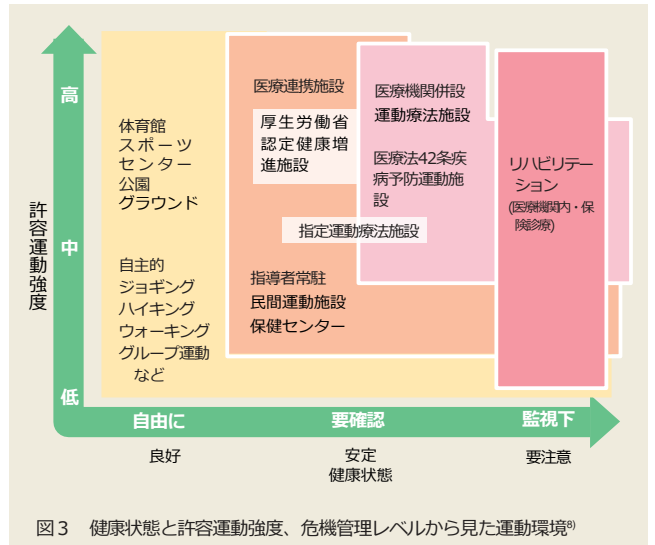 許容運動強度
高
中
低
体育館
スポーツ
センター
公園
グラウンド
自主的
ジョギング
ハイキング
ウォーキング
グループ運動
など
医療連携施設
厚生労働省
認定健康増
進施設
指定運動療法施設
指導者常駐
民間運動施設
保健センター
医療機関併設
運動療法施設
医療法42条疾
病予防運動施
設
リハビリテー
ション
(医療機関内・保
険診療)
自由に
要確認
監視下
良好
安定
要注意
健康状態
図3 健康状態と許容運動強度、危機管理レベルから見た運動環境8)